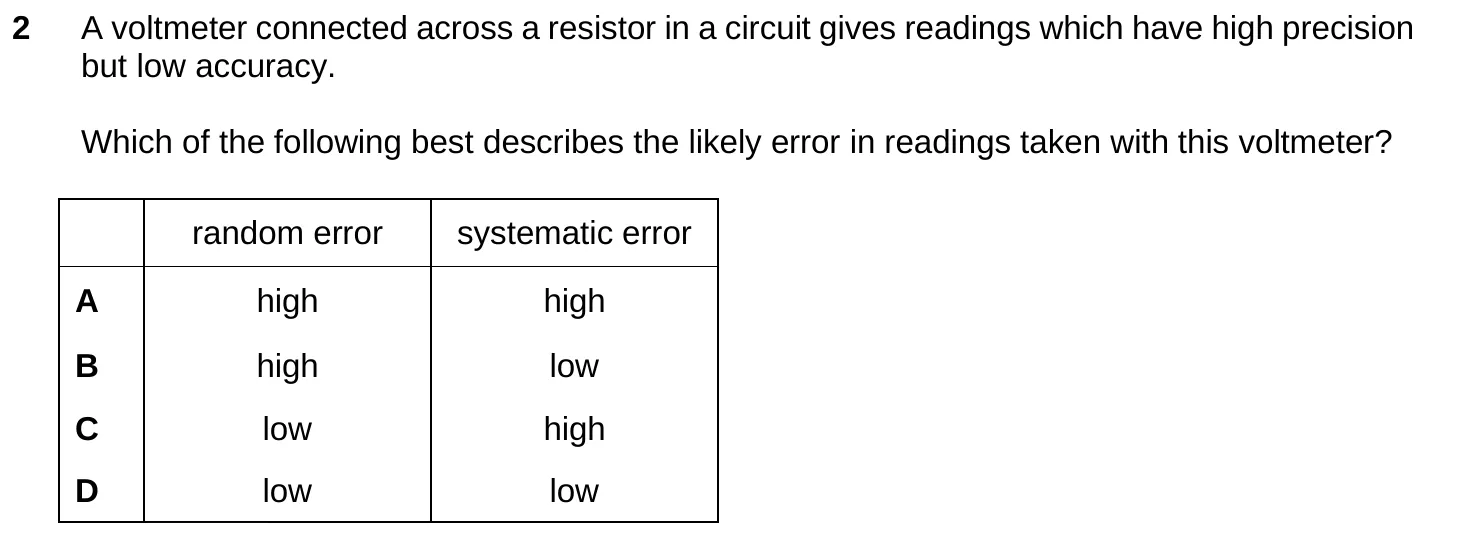 2 A voltmeter connected across a resistor in a circuit gives readings which have high precision
but low accuracy.
Which of the following best describes the likely error in readings taken with this voltmeter?
random error systematic error
A high high
B high low
C low high
D low low